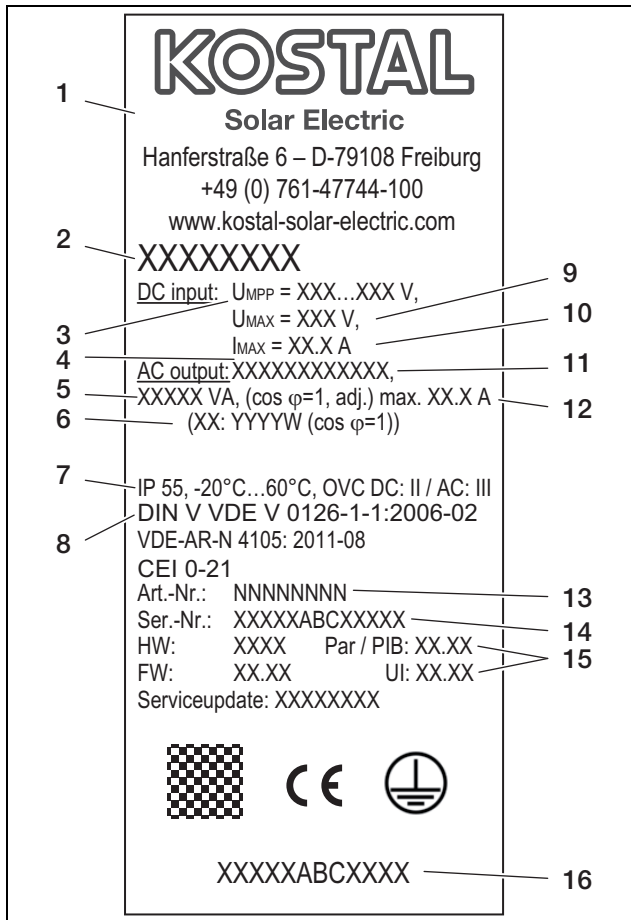 KOSTAL
1
Solar Electric
Hanferstraße 6 – D-79108 Freiburg
+49 (0) 761-47744-100
www.kostal-solar-electric.com
2
XXXXXXXX
DC input: UMPP = XXX...XXX V,
9
3
UMAX = XXX V,
10
IMAX = XX.X A
4
AC output: XXXXXXXXXXXX,
11
5
XXXXX VA, (cos φ=1, adj.) max. XX.X A
12
6
(XX: YYYYW (cos φ=1))
7
IP 55, -20°C...60°C, OVC DC: II / AC: III
DIN V VDE V 0126-1-1:2006-02
8
VDE-AR-N 4105: 2011-08
CEI 0-21
Art.-Nr.: NNNNNNNN
13
Ser.-Nr.: XXXXXABCXXXXX
14
HW: XXXX Par / PIB: XX.XX
15
FW: XX.XX UI: XX.XX
Serviceupdate: XXXXXXXX
CE
XXXXXABCXXXX
16